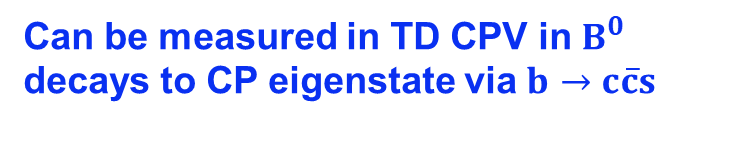 Can be measured in TD CPV in B⁰
decays to CP eigenstate via b → cc̄s